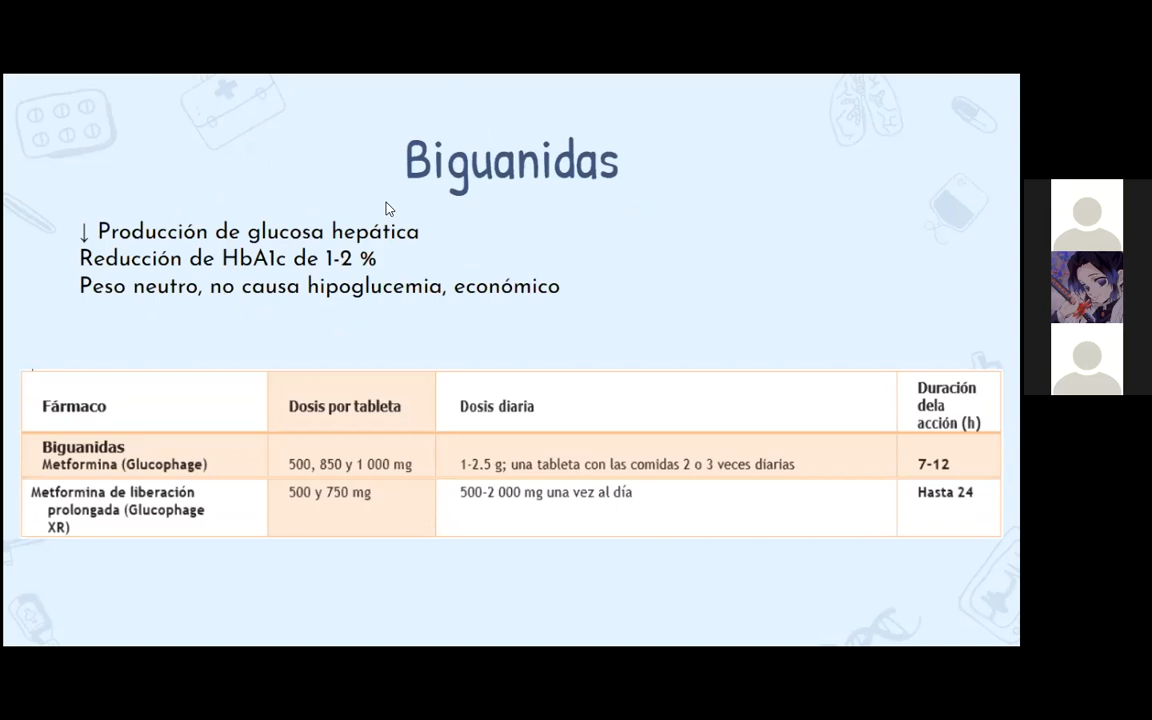 Biguanidas
↓ Producción de glucosa hepática
Reducción de HbA1c de 1-2 %
Peso neutro, no causa hipoglucemia, económico
Fármaco
Dosis por tableta
Dosis diaria
Duración
dela
acción (h)
Biguanidas
Metformina (Glucophage)
500, 850 y 1 000 mg
1-2.5 g; una tableta con las comidas 2 o 3 veces diarias
7-12
Metformina de liberación
prolongada (Glucophage
XR)
500 y 750 mg
500-2 000 mg una vez al día
Hasta 24